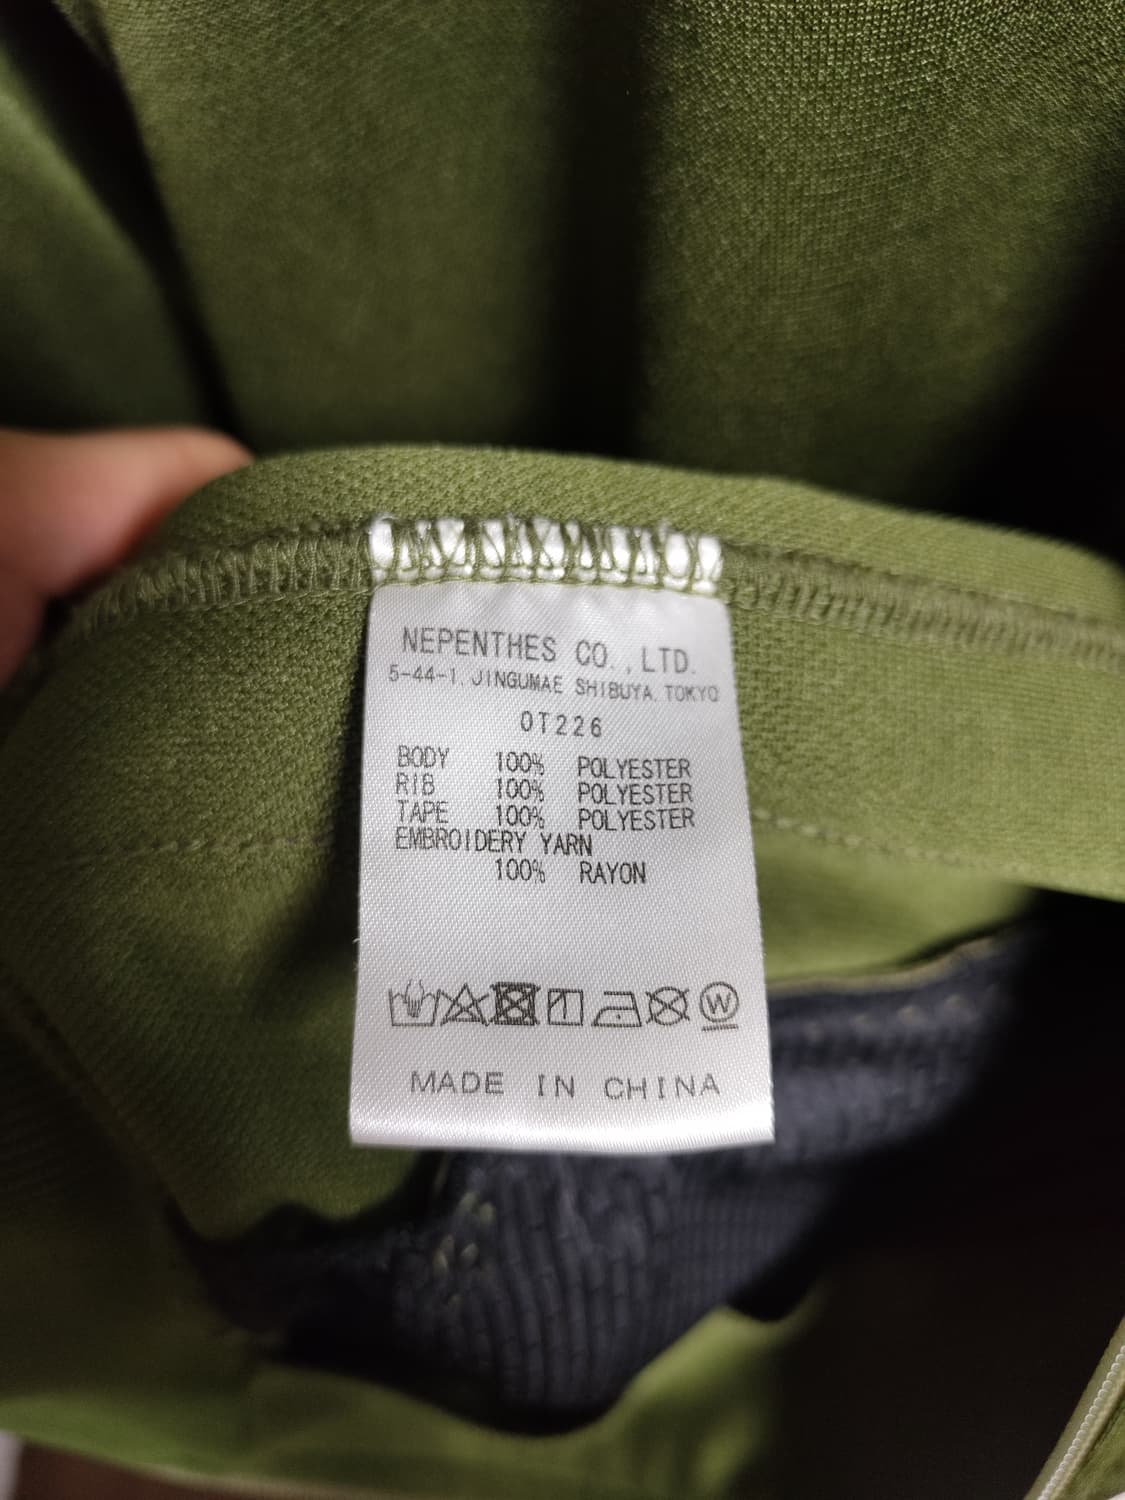 NEPENTHES CO.,LTD.
5-44-1, JINGUMAE SHIBUYA, TOKYO
OT226
BODY 100% POLYESTER
RIB 100% POLYESTER
TAPE 100% POLYESTER
EMBROIDERY YARN
100% RAYON
W
MADE IN CHINA